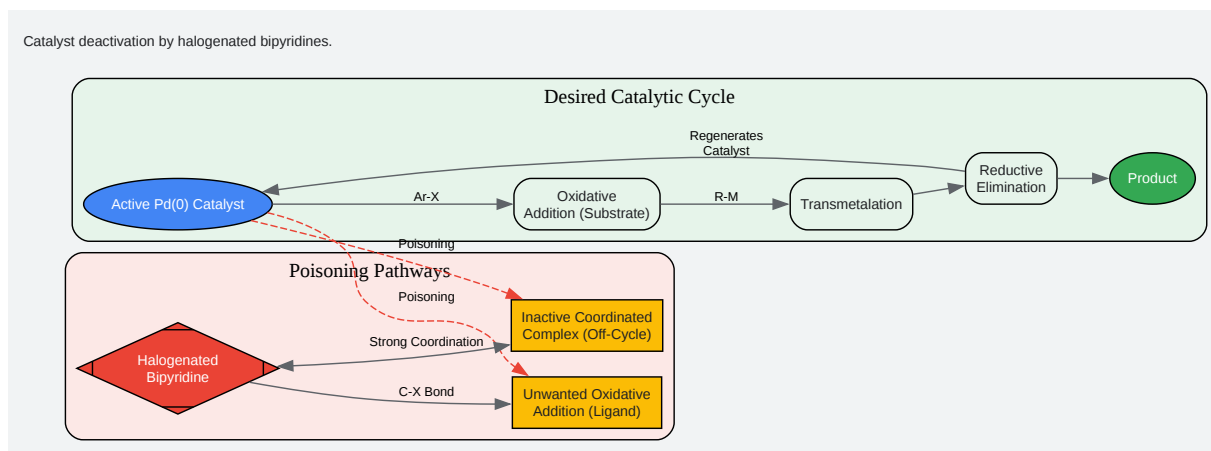 Catalyst deactivation by halogenated bipyridines.
Desired Catalytic Cycle
Regenerates
Catalyst
Active Pd(0) Catalyst
Ar-X
Oxidative
Addition (Substrate)
R-M
Transmetalation
Reductive
Elimination
Product
Poisoning
Poisoning Pathways
Poisoning
Inactive Coordinated
Complex (Off-Cycle)
Strong Coordination
Halogenated
Bipyridine
C-X Bond
Unwanted Oxidative
Addition (Ligand)